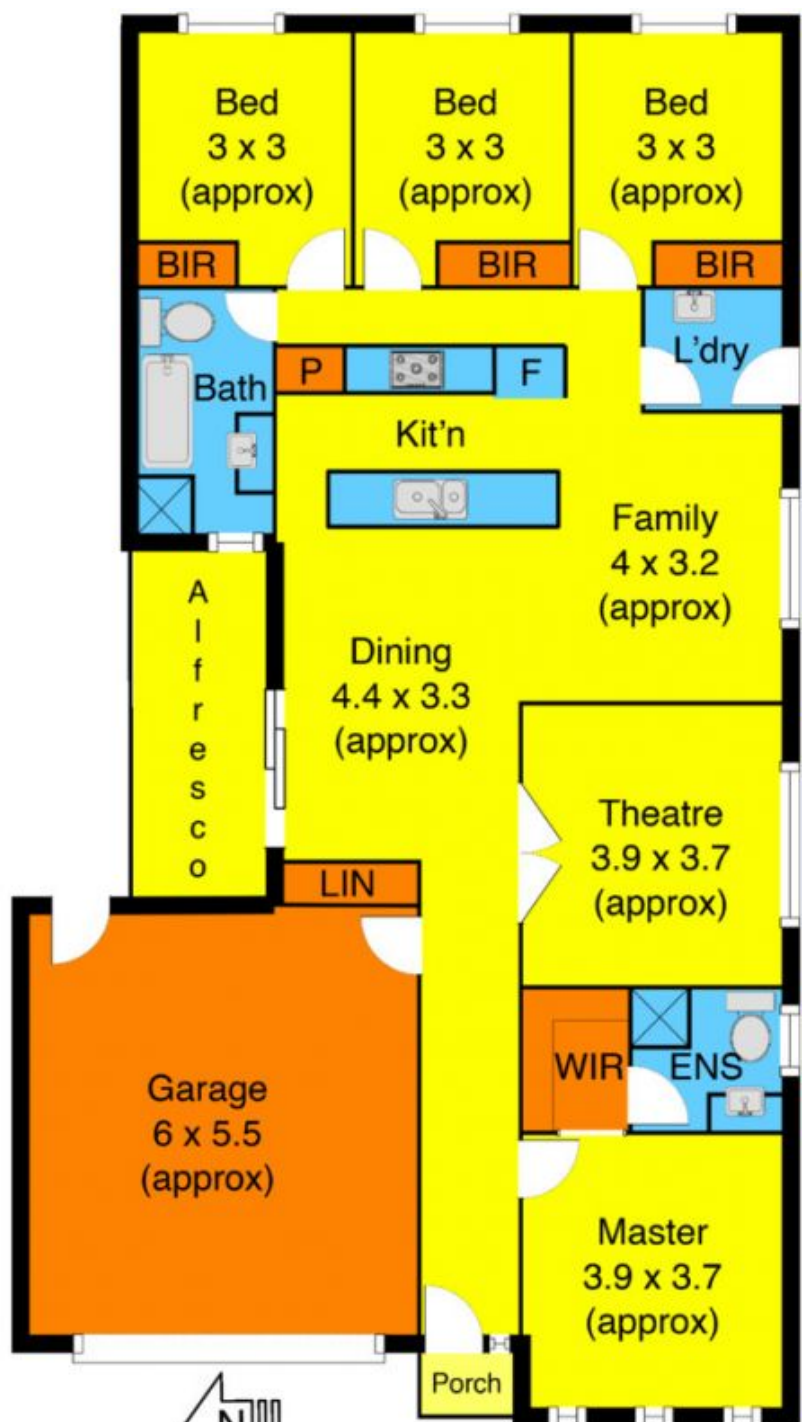 Bed
3 x 3
(approx)
Bed
3 x 3
(approx)
Bed
3 x 3
(approx)
BIR
BIR
BIR
Bath
P
F
L'dry
Kit'n
Family
4 x 3.2
(approx)
Alfresco
Dining
4.4 x 3.3
(approx)
Theatre
3.9 x 3.7
(approx)
LIN
WIR
ENS
Garage
6 x 5.5
(approx)
Master
3.9 x 3.7
(approx)
Porch
N